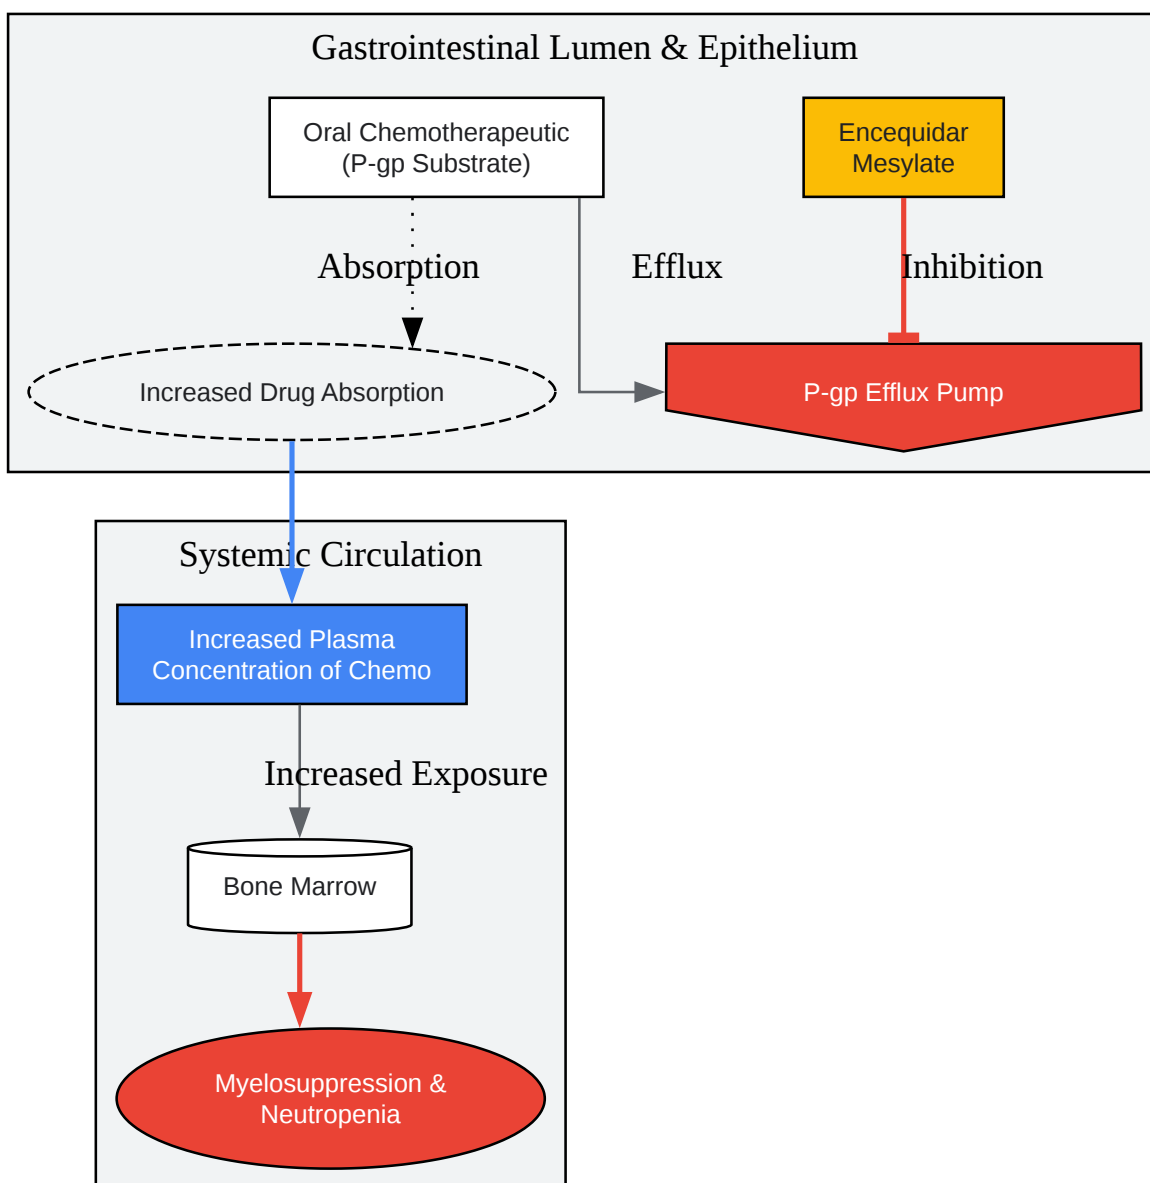 Gastrointestinal Lumen & Epithelium
Oral Chemotherapeutic
(P-gp Substrate)
Encequidar
Mesylate
Absorption
Efflux
Inhibition
Increased Drug Absorption
P-gp Efflux Pump
Systemic Circulation
Increased Plasma
Concentration of Chemo
Increased Exposure
Bone Marrow
Myelosuppression &
Neutropenia